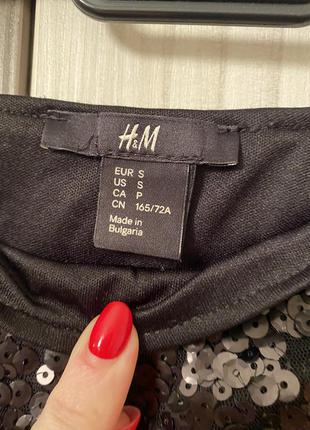 H&M
EUR S
US S
CA P
CN 165/72A
Made in
Bulgaria